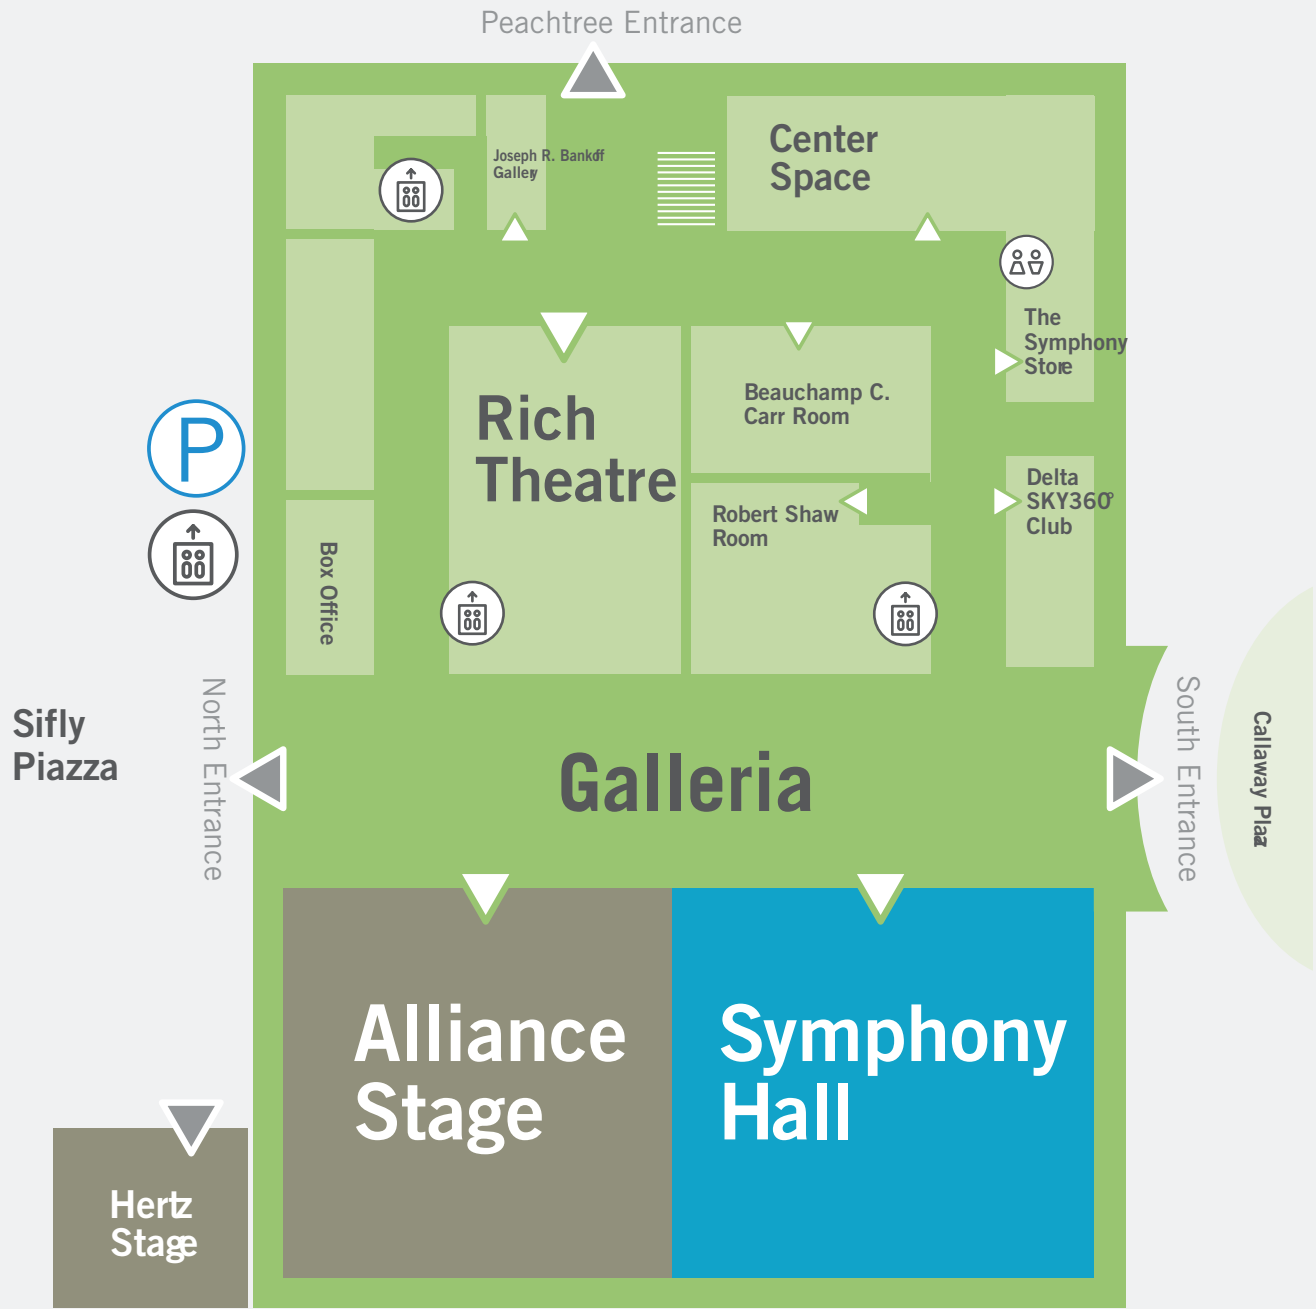 Peachtree Entrance
Center
Space
Joseph R. Bankoff
Gallery
The
Symphony
Store
Rich
Theatre
Beauchamp C.
Carr Room
P
Delta
SKY360°
Club
Robert Shaw
Room
Box Office
Sifly
Piazza
North Entrance
Galleria
South Entrance
Callaway Plaza
Alliance
Stage
Symphony
Hall
Hertz
Stage